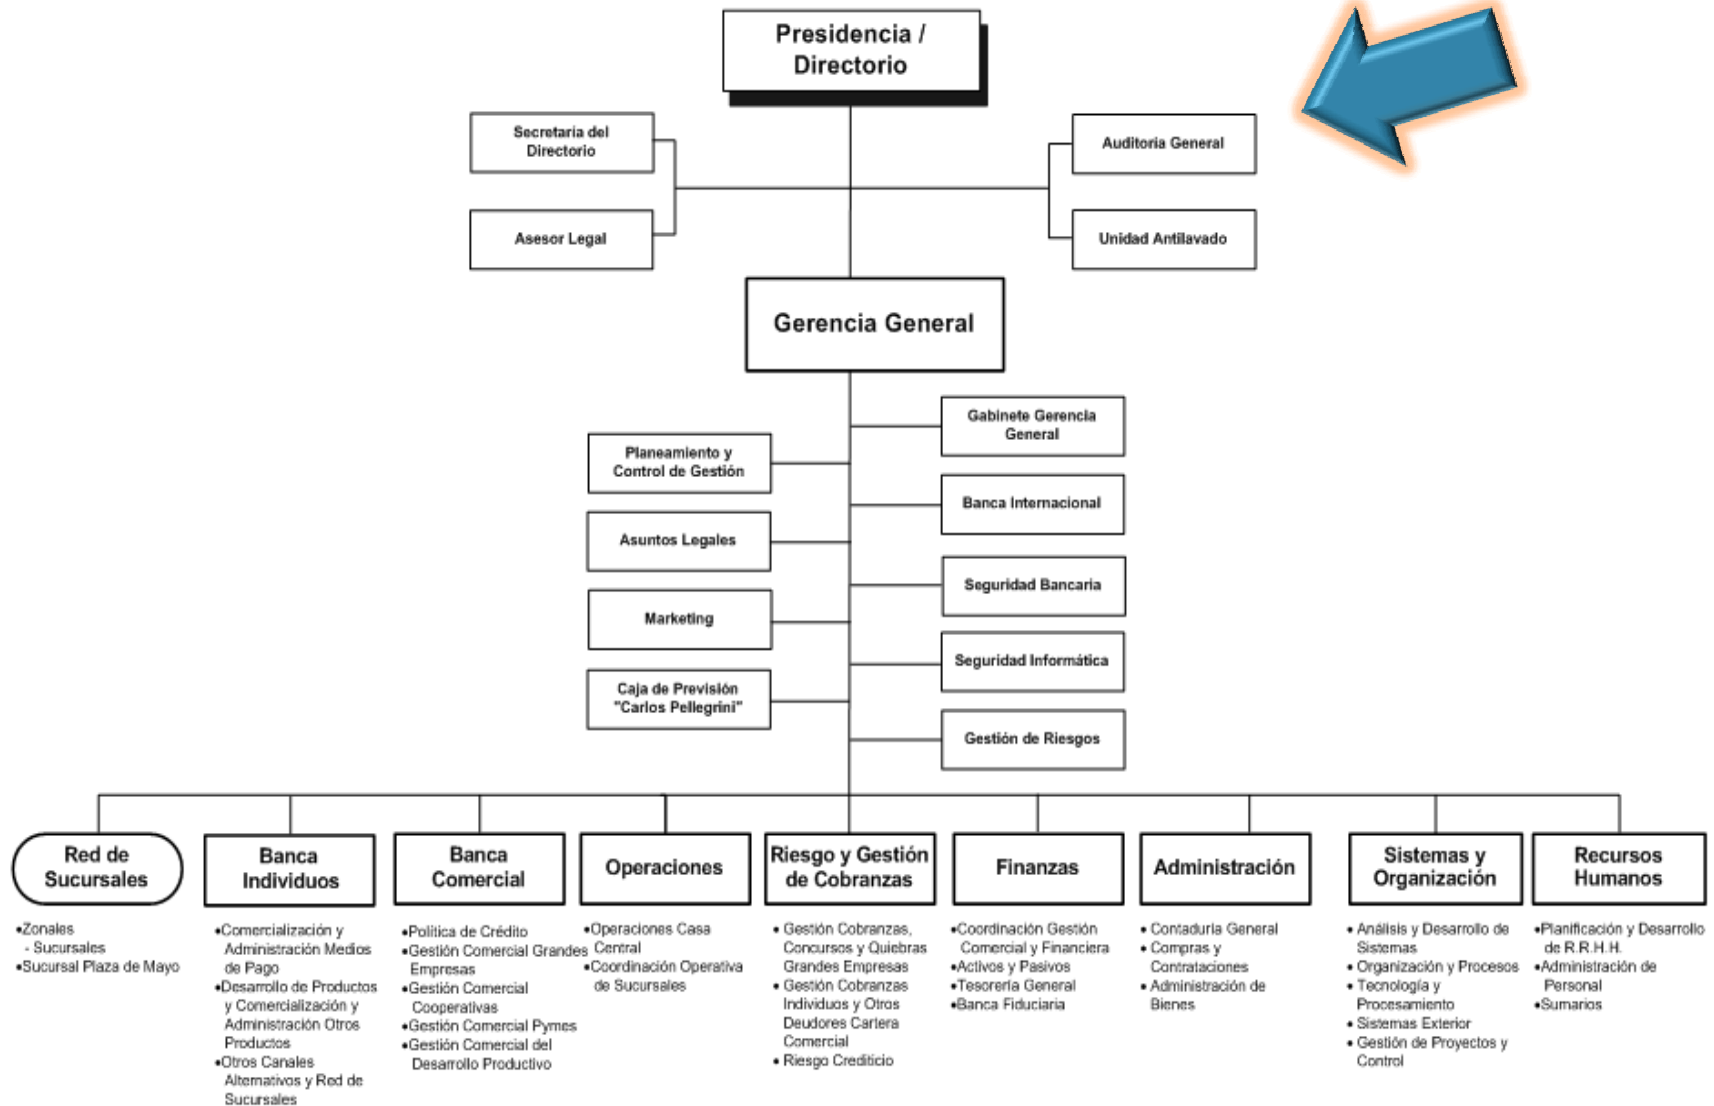 Presidencia /
Directorio
Secretaría del
Directorio
Auditoría General
Asesor Legal
Unidad Antilavado
Gerencia General
Gabinete Gerencia
General
Planeamiento y
Control de Gestión
Banca Internacional
Asuntos Legales
Seguridad Bancaria
Marketing
Seguridad Informática
Caja de Previsión
"Carlos Pellegrini"
Gestión de Riesgos
Red de
Sucursales
•Zonales
- Sucursales
•Sucursal Plaza de Mayo
Banca
Individuos
•Comercialización y
Administración Medios
de Pago
•Desarrollo de Productos
y Comercialización y
Administración Otros
Productos
•Otros Canales
Alternativos y Red de
Sucursales
Banca
Comercial
•Política de Crédito
•Gestión Comercial Grandes
Empresas
•Gestión Comercial
Cooperativas
•Gestión Comercial Pymes
•Gestión Comercial del
Desarrollo Productivo
Operaciones
•Operaciones Casa
Central
•Coordinación Operativa
de Sucursales
Riesgo y Gestión
de Cobranzas
• Gestión Cobranzas,
Concursos y Quiebras
Grandes Empresas
• Gestión Cobranzas
Individuos y Otros
Deudores Cartera
Comercial
• Riesgo Crediticio
Finanzas
•Coordinación Gestión
Comercial y Financiera
•Activos y Pasivos
•Tesorería General
•Banca Fiduciaria
Administración
• Contaduría General
• Compras y
Contrataciones
• Administración de
Bienes
Sistemas y
Organización
• Análisis y Desarrollo de
Sistemas
• Organización y Procesos
• Tecnología y
Procesamiento
• Sistemas Exterior
• Gestión de Proyectos y
Control
Recursos
Humanos
•Planificación y Desarrollo
de R.R.H.H.
•Administración de
Personal
•Sumarios